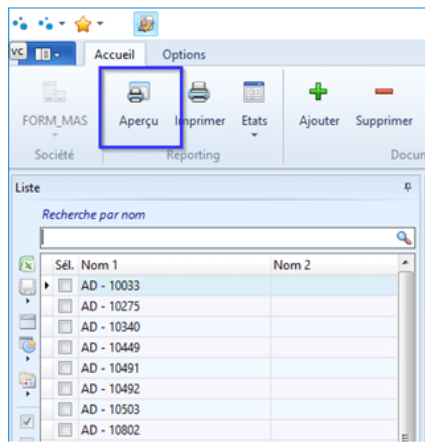 VC
Accueil Options
FORM_MAS Aperçu Imprimer Etats Ajouter Supprimer
Société Reporting Docur
Liste
Recherche par nom
Sél. Nom 1 Nom 2
AD - 10033
AD - 10275
AD - 10340
AD - 10449
AD - 10491
AD - 10492
AD - 10503
AD - 10802